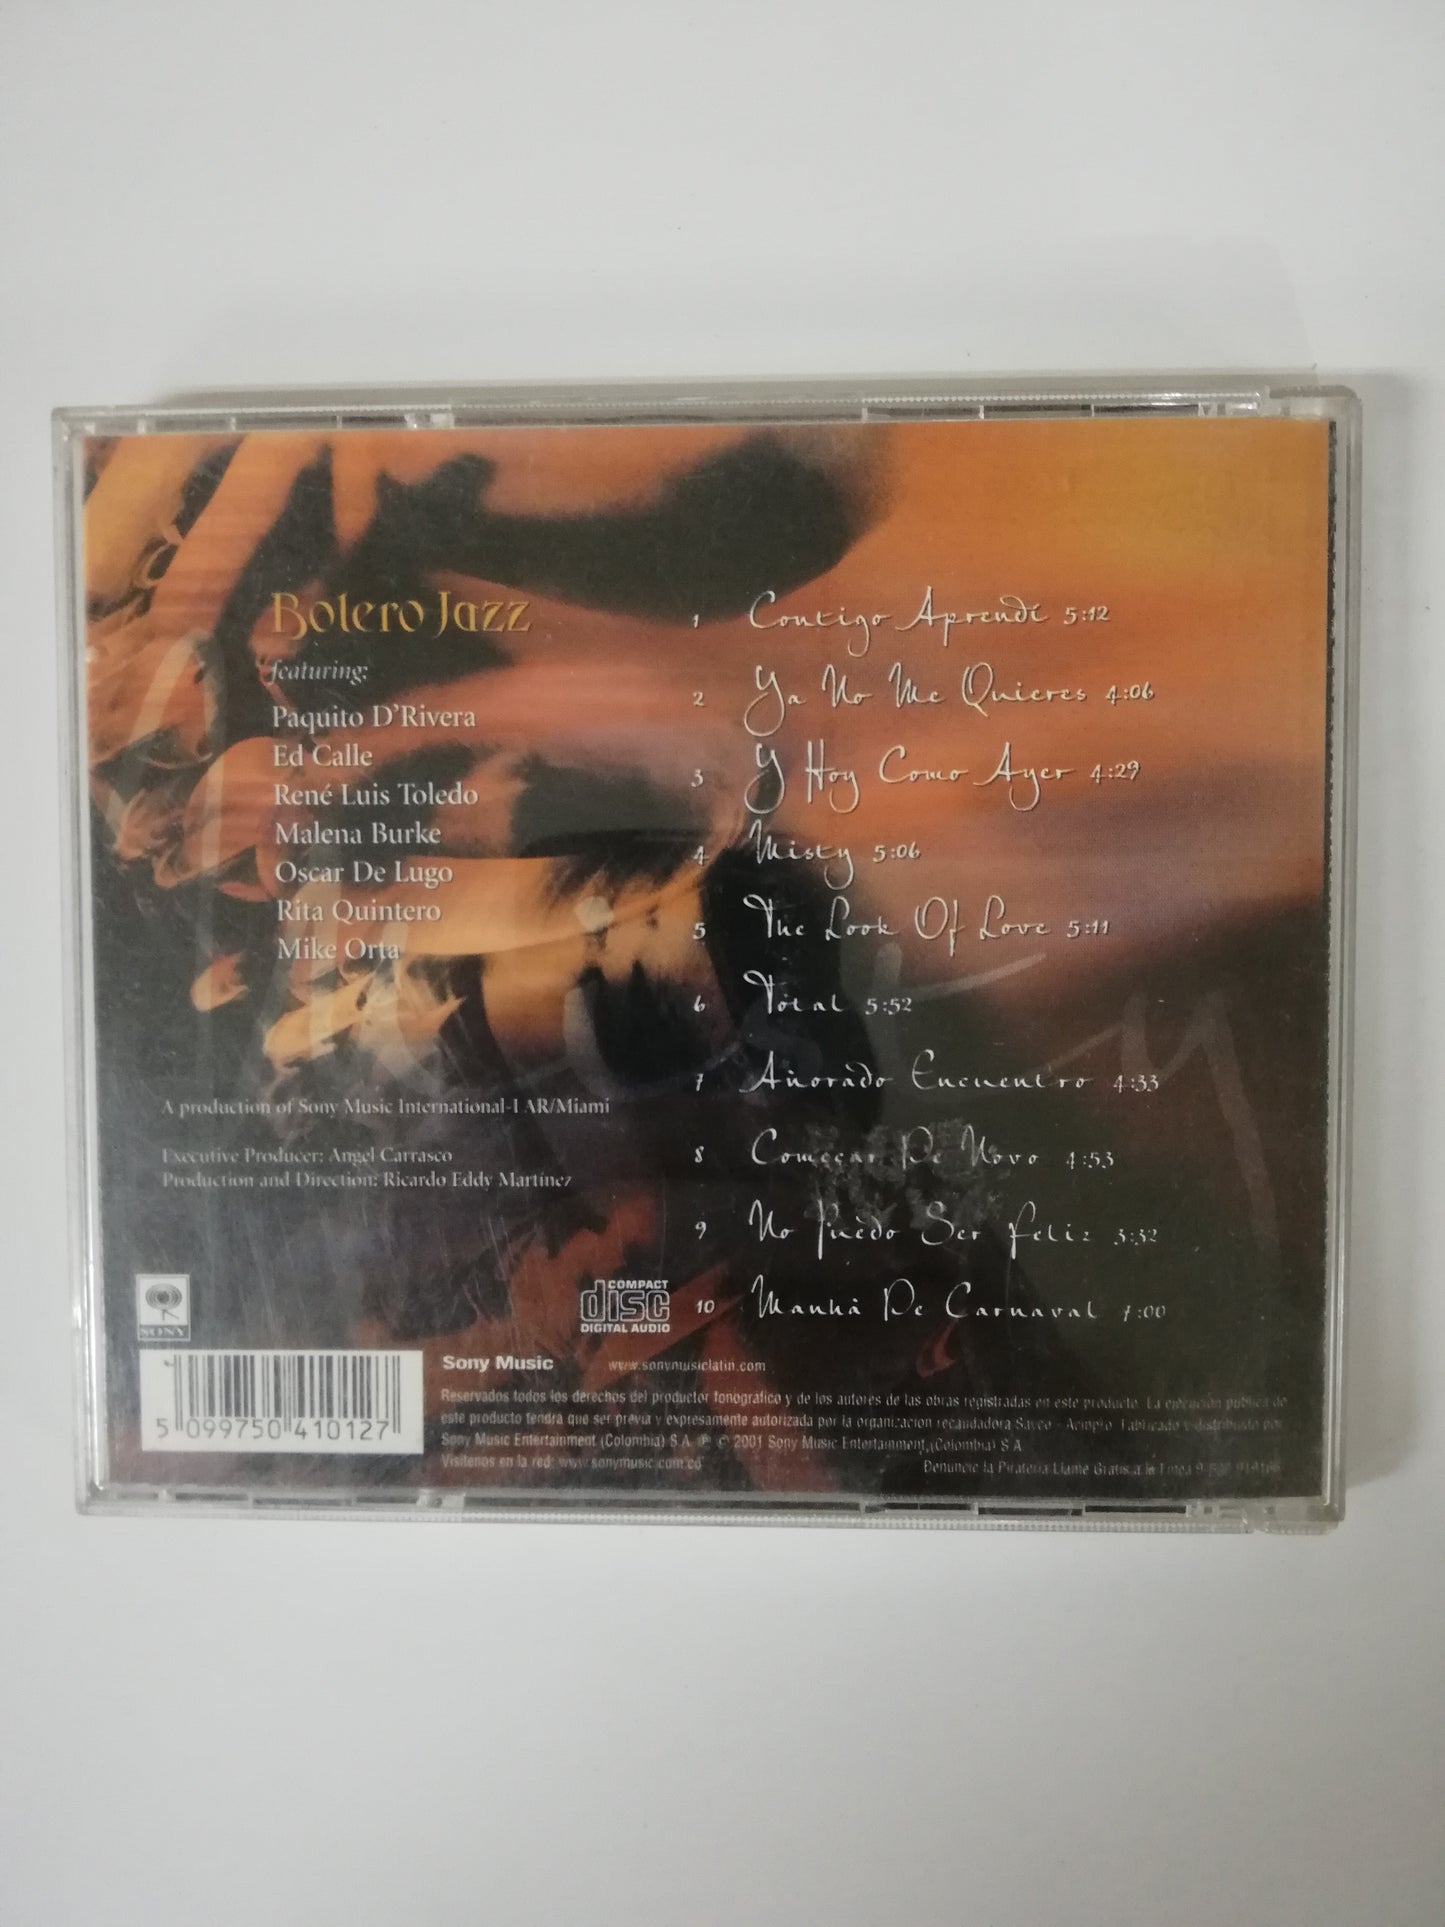 Bolero Jazz
featuring:
Paquito D'Rivera
Ed Calle
René Luis Toledo
Malena Burke
Oscar De Lugo
Rita Quintero
Mike Orta
A production of Sony Music International-LAR/Miami
Executive Producer: Angel Carrasco
Production and Direction: Ricardo Eddy Martínez
1 Contigo Aprendí 5:12
2 Ya No Me Quieres 4:06
3 Y Hoy Como Ayer 4:29
4 Misty 5:06
5 The Look Of Love 5:11
6 Total 5:52
7 Añorado Encuentro 4:33
8 Começar De Novo 4:53
9 No Puedo Ser Feliz 3:32
10 Manhã De Carnaval 7:00
Misty
SONY
COMPACT
disc
DIGITAL AUDIO
5 099750 410127
Sony Music www.sonymusiclatin.com
Reservados todos los derechos del productor fonográfico y de los autores de las obras registradas en este producto. La ejecución pública de
este producto tendrá que ser previa y expresamente autorizada por la organización recaudadora Sayco - Acinpro. Fabricado y distribuido por
Sony Music Entertainment (Colombia) S.A. ℗ © 2001 Sony Music Entertainment, (Colombia) S.A.
Visítenos en la red: www.sonymusic.com.co
Denuncie la Piratería Llame Gratis a la Línea